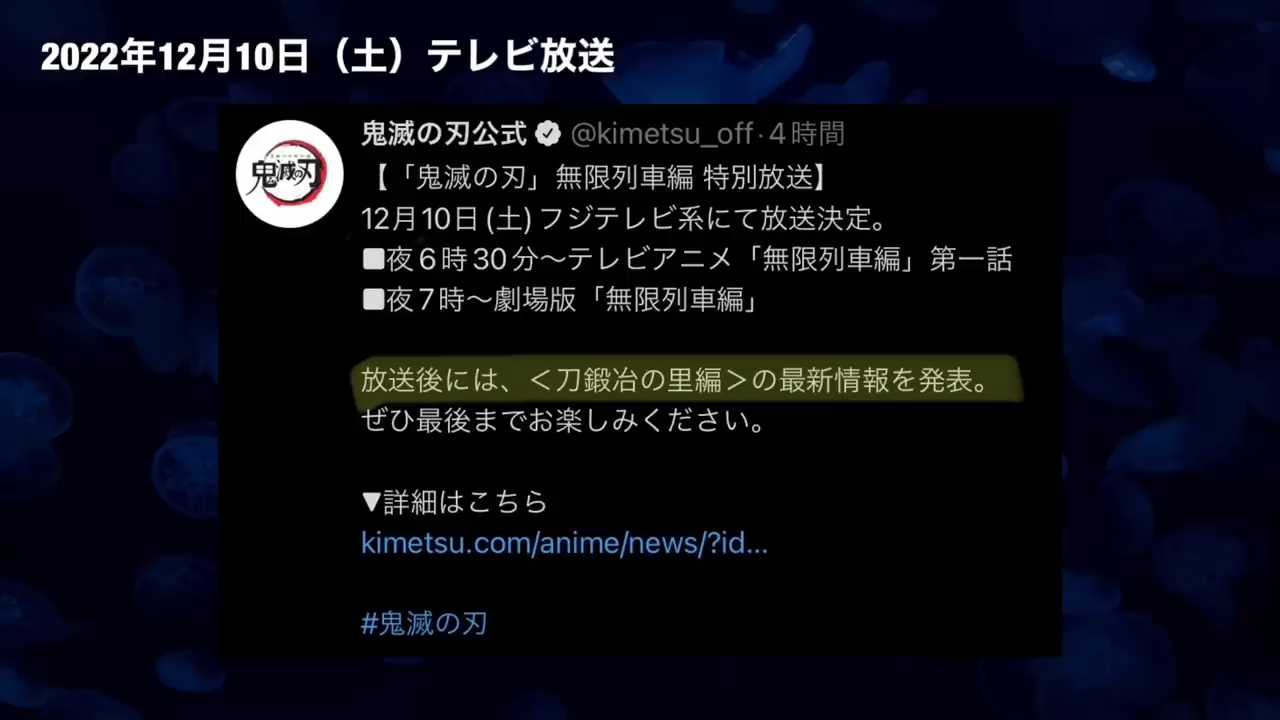 2022年12月10日（土）テレビ放送
鬼滅の刃
鬼滅の刃公式 @kimetsu_off·4時間
【「鬼滅の刃」無限列車編 特別放送】
12月10日(土)フジテレビ系にて放送決定。
■夜6時30分〜テレビアニメ「無限列車編」第一話
■夜7時〜劇場版「無限列車編」
放送後には、＜刀鍛冶の里編＞の最新情報を発表。
ぜひ最後までお楽しみください。
▼詳細はこちら
kimetsu.com/anime/news/?id...
#鬼滅の刃